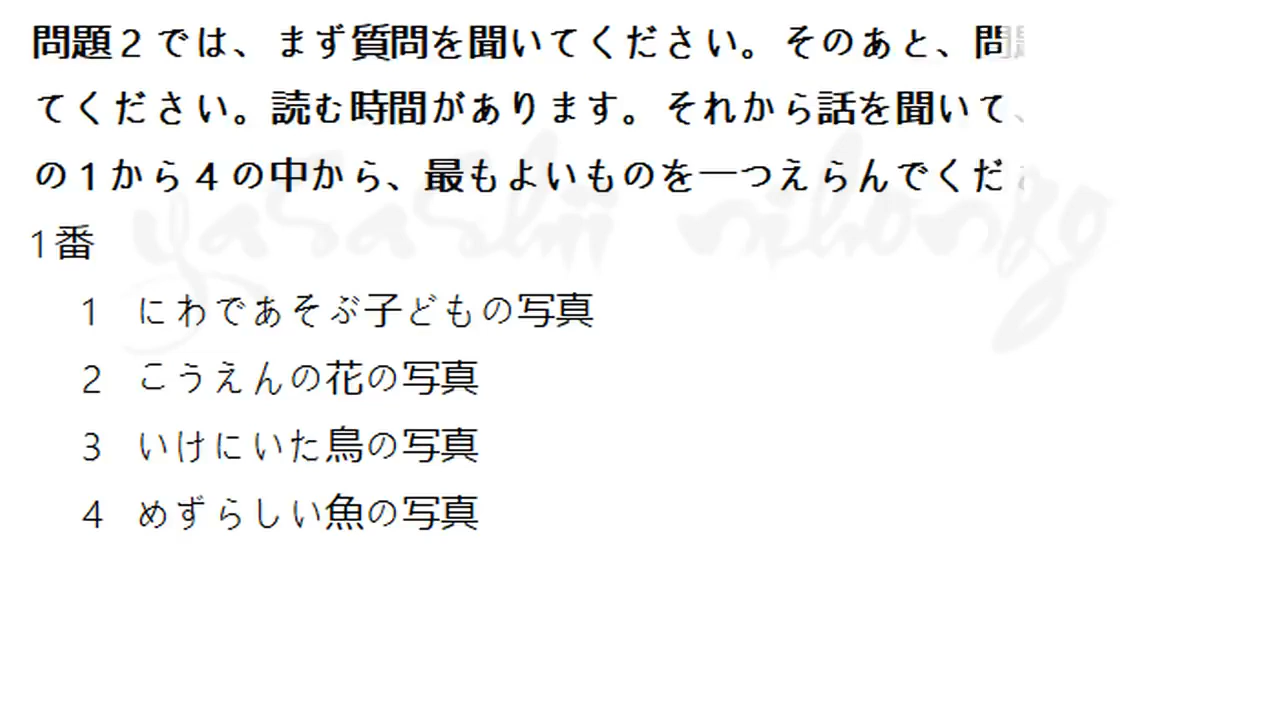 問題2では、まず質問を聞いてください。そのあと、問
てください。読む時間があります。それから話を聞いて、
の1から4の中から、最もよいものを一つえらんでくだ
yasashii nihongo
1番
1 にわであそぶ子どもの写真
2 こうえんの花の写真
3 いけにいた鳥の写真
4 めずらしい魚の写真